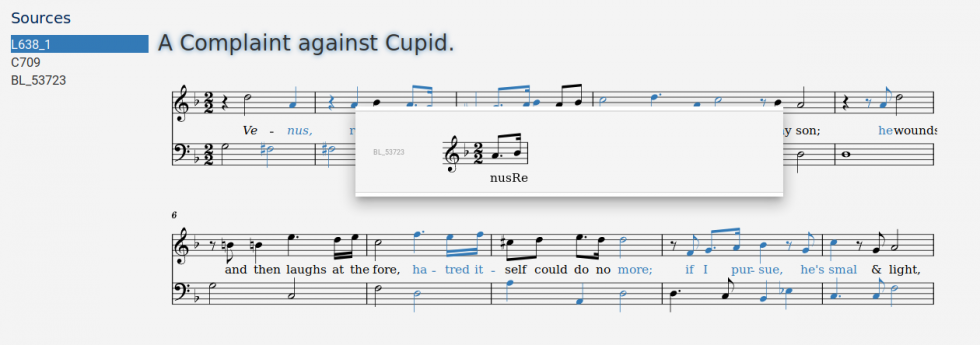 Sources
L638_1
C709
BL_53723
A Complaint against Cupid.
Ve - nus, r
y son; he wounds
BL_53723
nusRe
6
and then laughs at the fore, ha - tred it - self could do no more; if I pur- sue, he's smal & light,